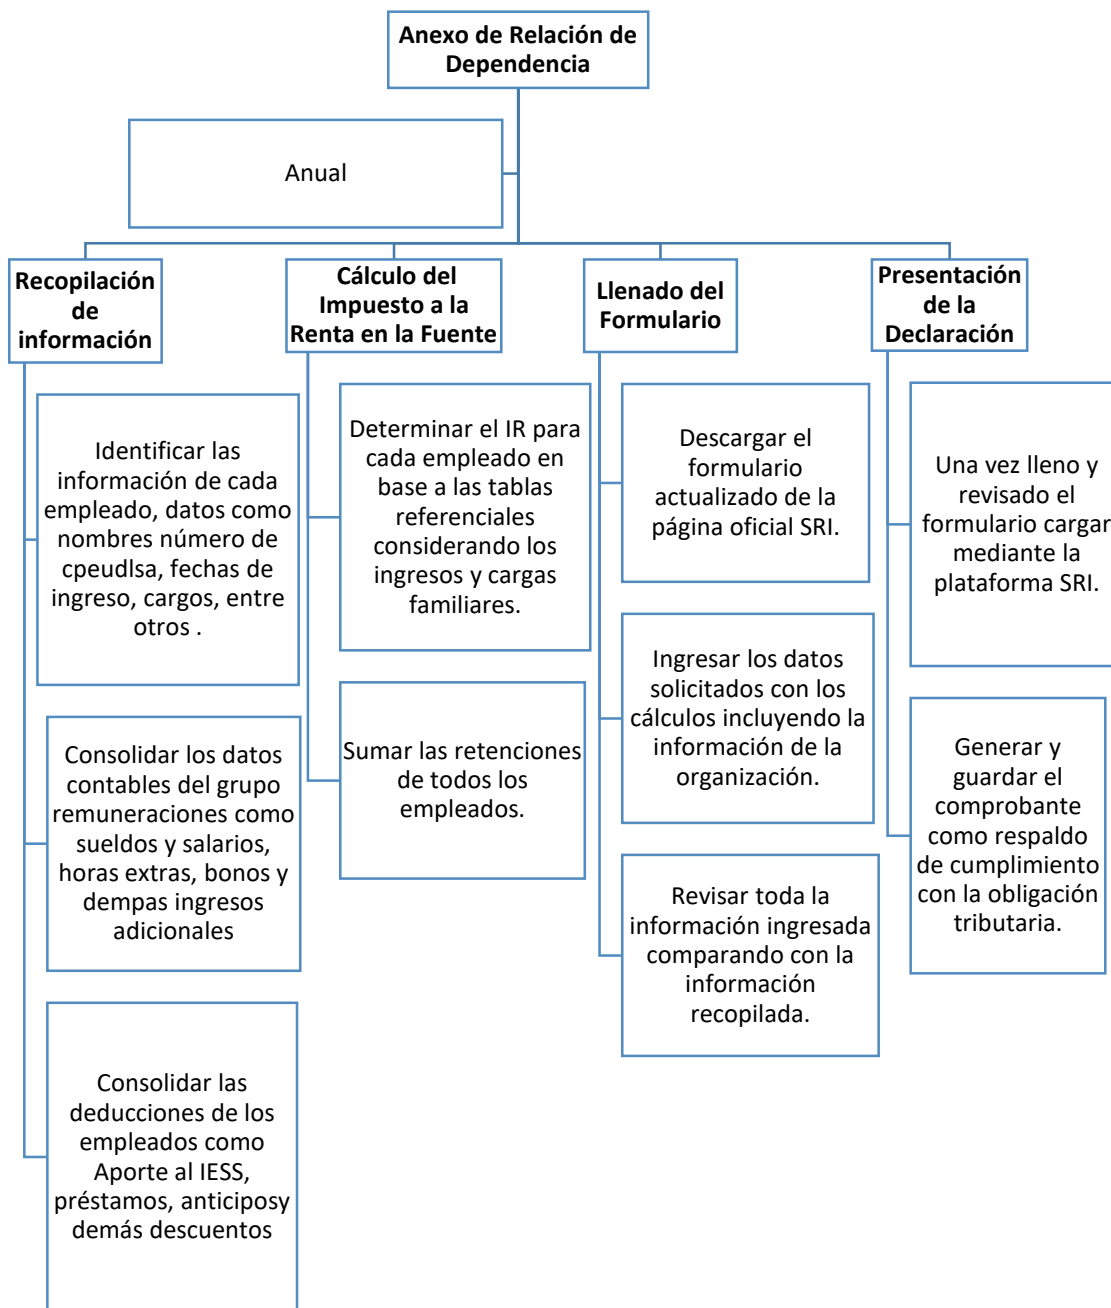 Anexo de Relación de
Dependencia
Anual
Recopilación
de
información
Identificar las
información de cada
empleado, datos como
nombres número de
cpeudlsa, fechas de
ingreso, cargos, entre
otros .
Consolidar los datos
contables del grupo
remuneraciones como
sueldos y salarios,
horas extras, bonos y
dempas ingresos
adicionales
Consolidar las
deducciones de los
empleados como
Aporte al IESS,
préstamos, anticiposy
demás descuentos
Cálculo del
Impuesto a la
Renta en la Fuente
Determinar el IR para
cada empleado en
base a las tablas
referenciales
considerando los
ingresos y cargas
familiares.
Sumar las retenciones
de todos los
empleados.
Llenado del
Formulario
Descargar el
formulario
actualizado de la
página oficial SRI.
Ingresar los datos
solicitados con los
cálculos incluyendo la
información de la
organización.
Revisar toda la
información ingresada
comparando con la
información
recopilada.
Presentación
de la
Declaración
Una vez lleno y
revisado el
formulario cargar
mediante la
plataforma SRI.
Generar y
guardar el
comprobante
como respaldo
de cumplimiento
con la obligación
tributaria.